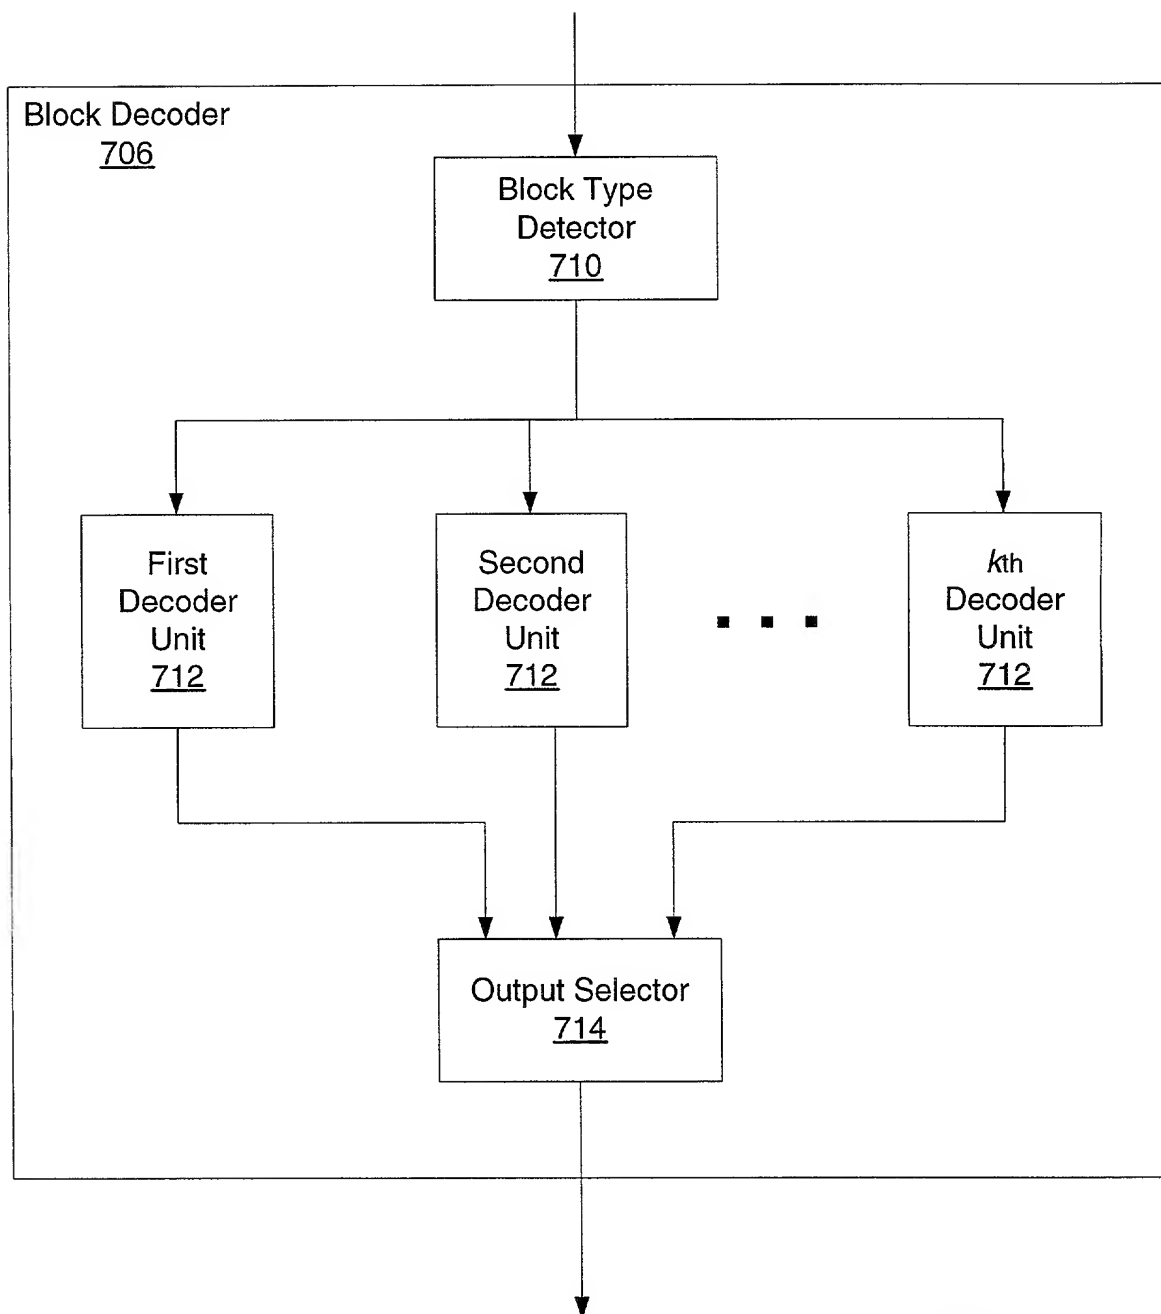 Block Decoder
706
Block Type
Detector
710
First
Decoder
Unit
712
Second
Decoder
Unit
712
kth
Decoder
Unit
712
Output Selector
714